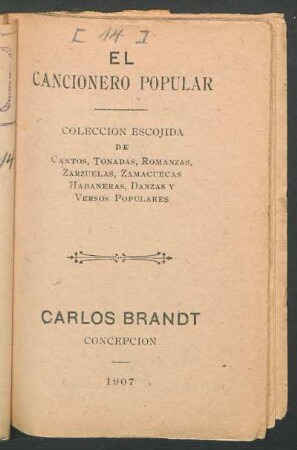 [14]
EL
CANCIONERO POPULAR
COLECCION ESCOJIDA
DE
CANTOS, TONADAS, ROMANZAS,
ZARZUELAS, ZAMACUECAS
HABANERAS, DANZAS Y
VERSOS POPULARES
CARLOS BRANDT
CONCEPCION
1907
14